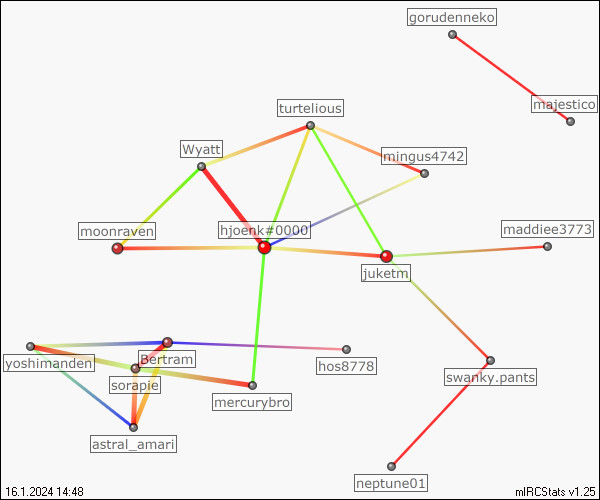 gorudenneko
majestico
turtelious
Wyatt
mingus4742
moonraven
hjoenk#0000
maddiee3773
juketm
yoshimanden
Bertram
hos8778
sorapie
swanky.pants
mercurybro
astral_amari
neptune01
16.1.2024 14:48
mIRCStats v1.25